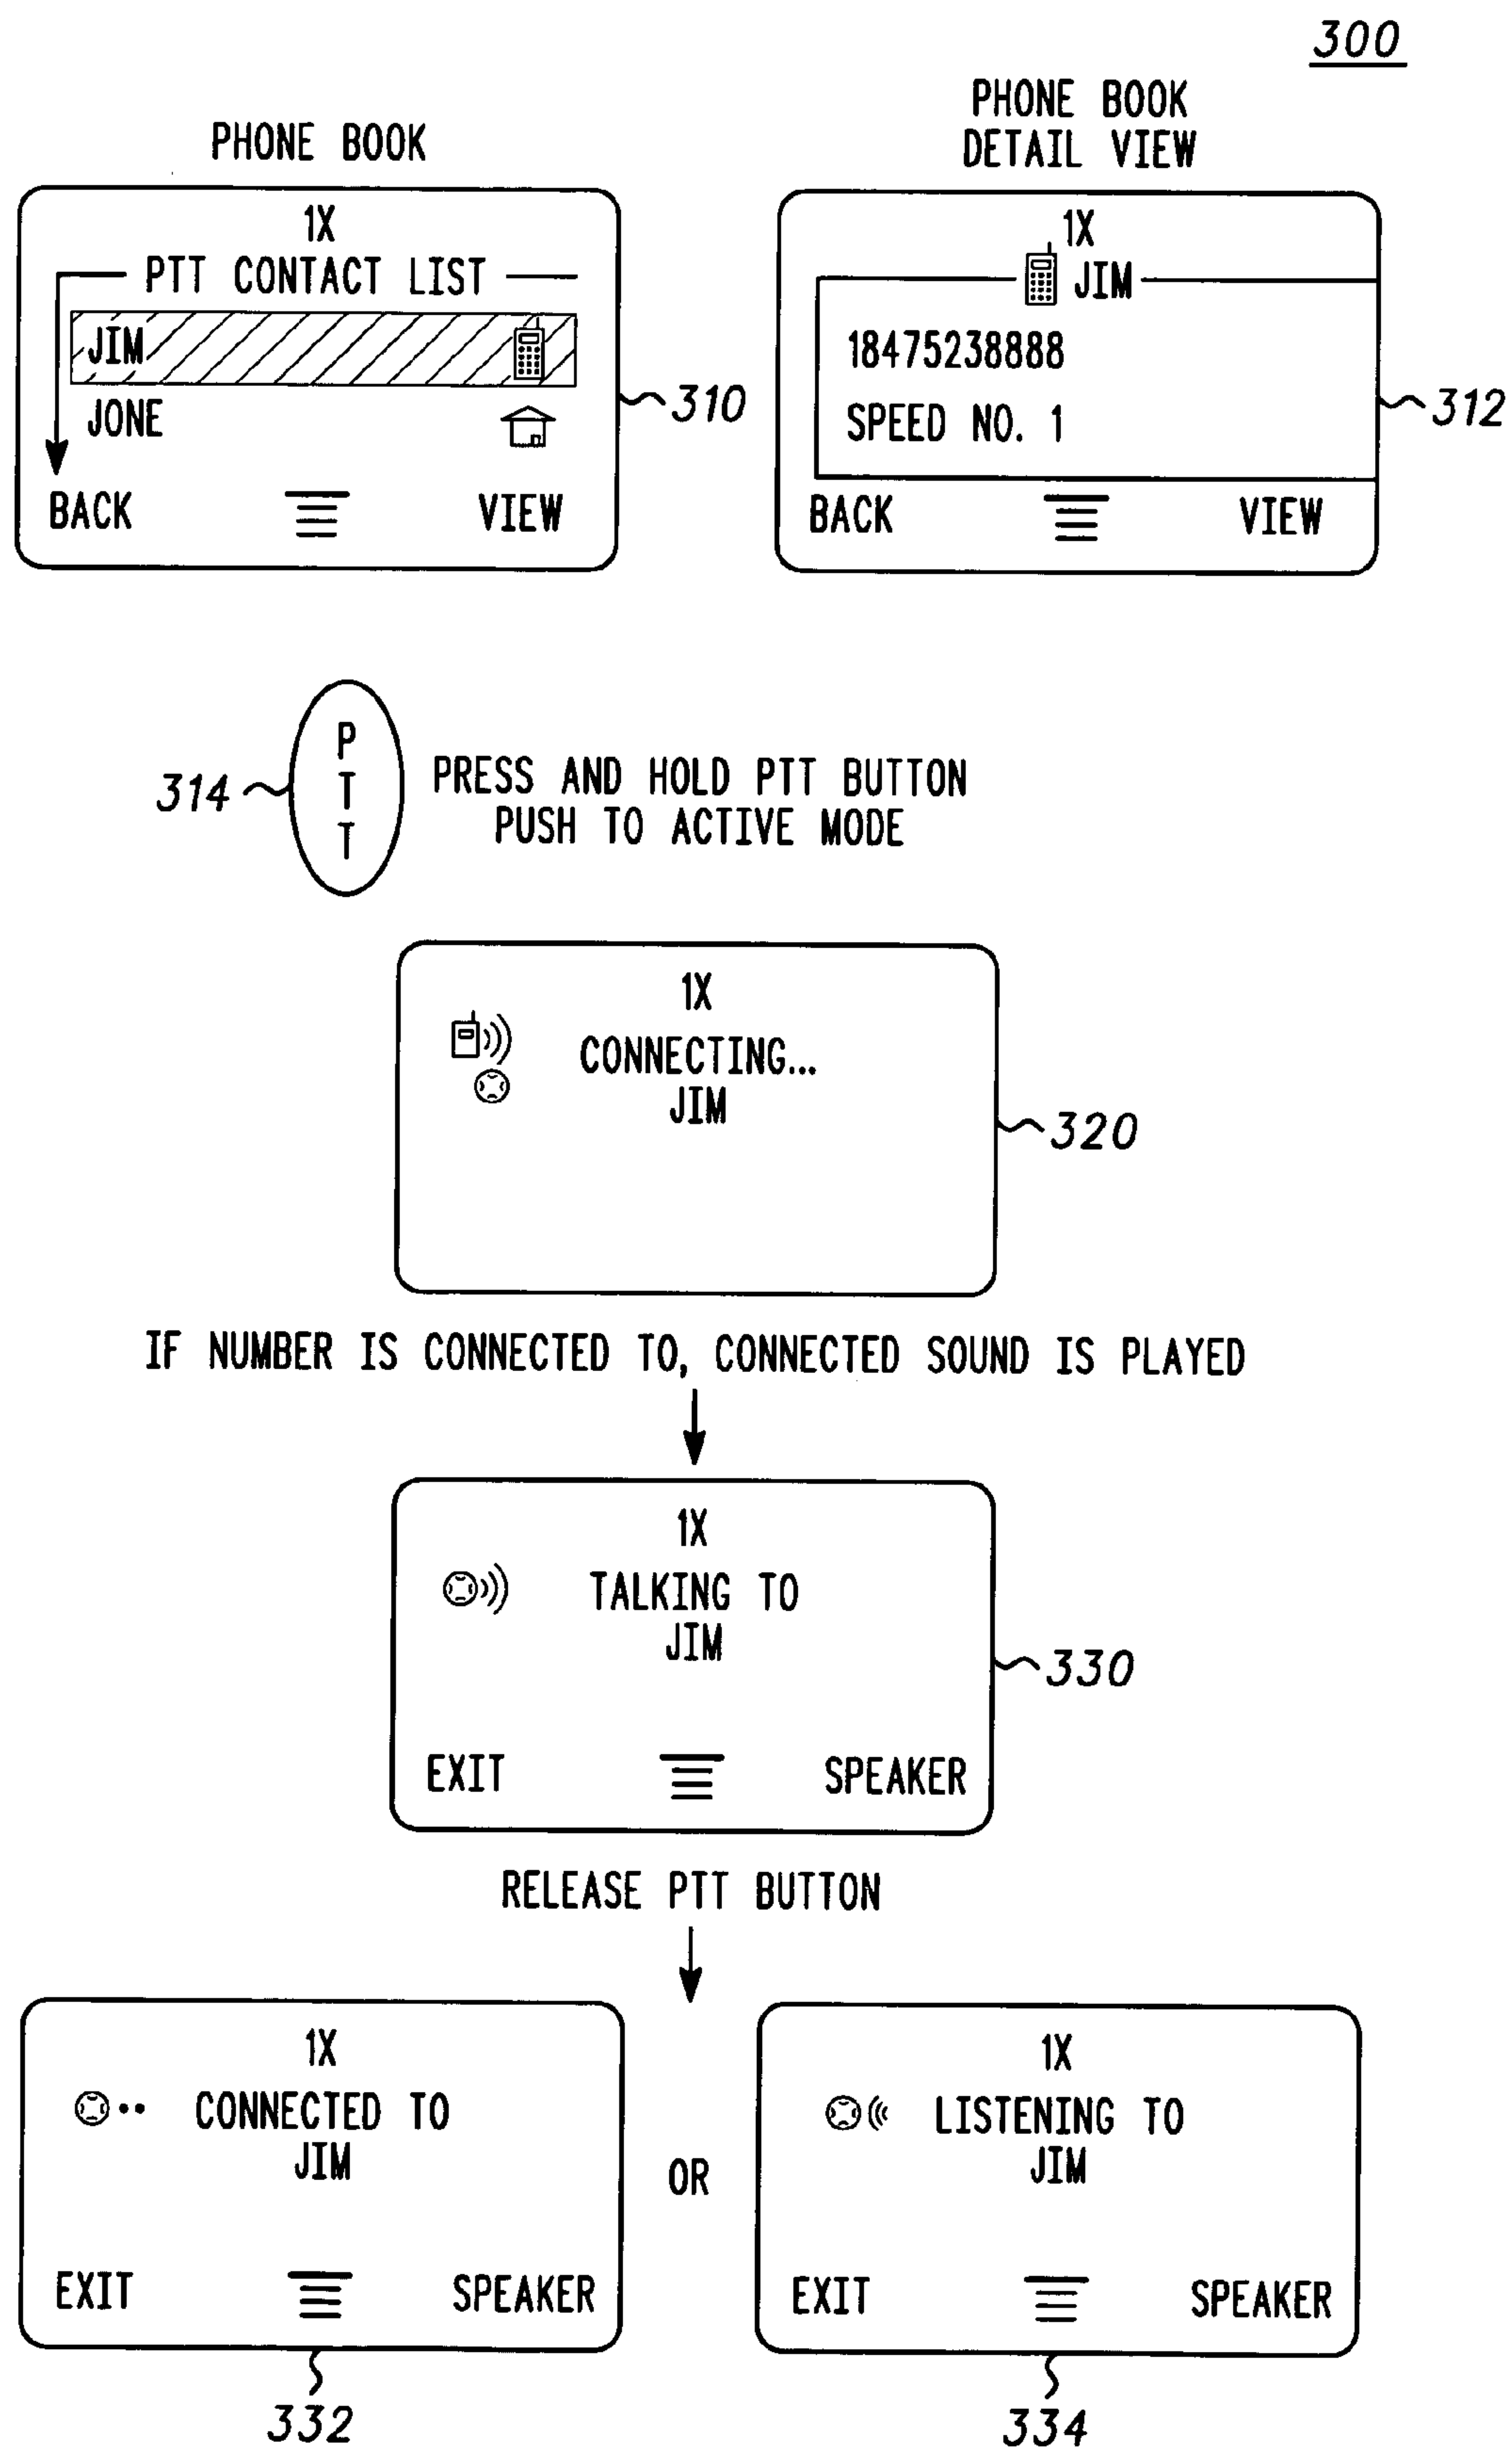 300
PHONE BOOK
1X
PTT CONTACT LIST
JIM
JONE
BACK VIEW
310
PHONE BOOK
DETAIL VIEW
1X
JIM
18475238888
SPEED NO. 1
BACK VIEW
312
314
P
T
T
PRESS AND HOLD PTT BUTTON
PUSH TO ACTIVE MODE
1X
CONNECTING...
JIM
320
IF NUMBER IS CONNECTED TO, CONNECTED SOUND IS PLAYED
1X
TALKING TO
JIM
EXIT SPEAKER
330
RELEASE PTT BUTTON
1X
CONNECTED TO
JIM
EXIT SPEAKER
332
OR
1X
LISTENING TO
JIM
EXIT SPEAKER
334